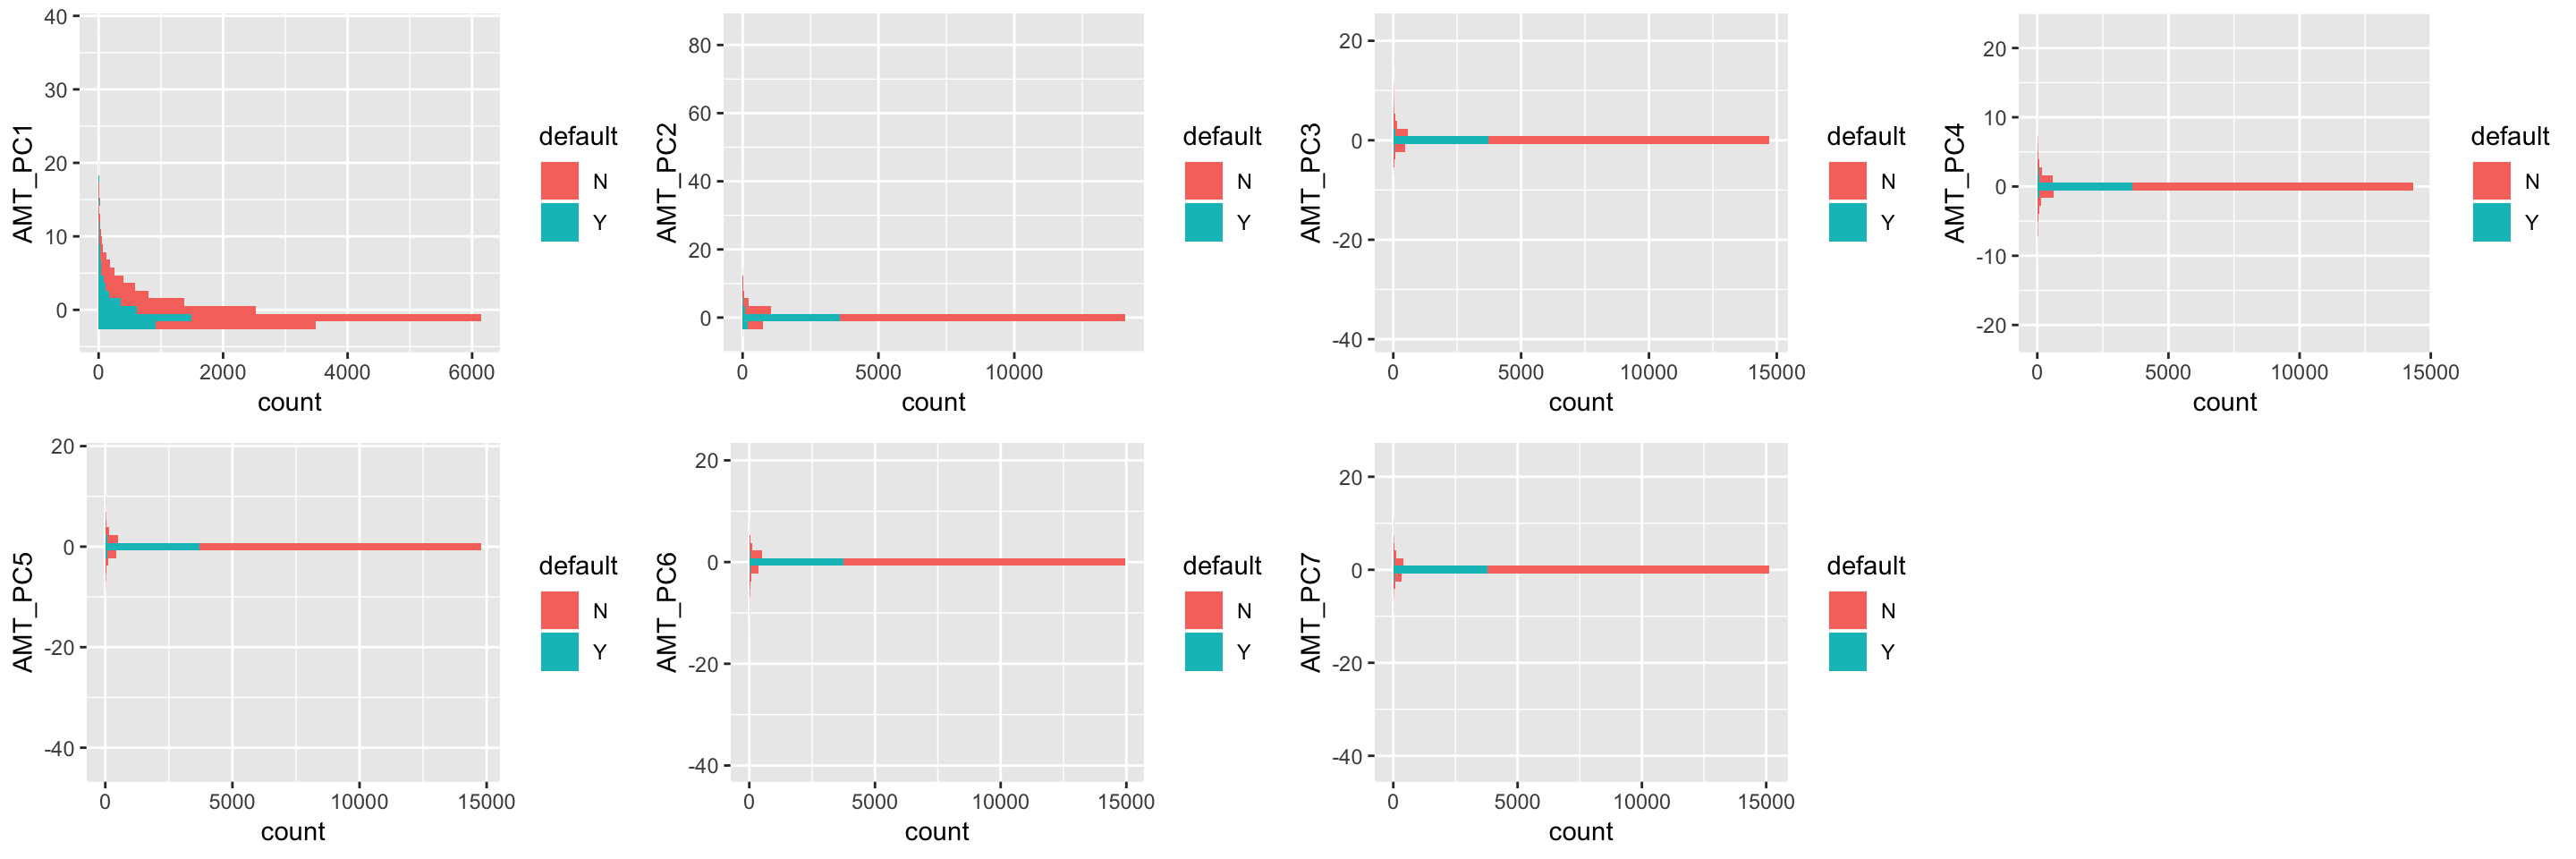 AMT_PC1
40
30
20
10
0
0 2000 4000 6000
count
default
N
Y
AMT_PC2
80
60
40
20
0
0 5000 10000
count
default
N
Y
AMT_PC3
20
0
-20
-40
0 5000 10000 15000
count
default
N
Y
AMT_PC4
20
10
0
-10
-20
0 5000 10000 15000
count
default
N
Y
AMT_PC5
20
0
-20
-40
0 5000 10000 15000
count
default
N
Y
AMT_PC6
20
0
-20
-40
0 5000 10000 15000
count
default
N
Y
AMT_PC7
20
0
-20
-40
0 5000 10000 15000
count
default
N
Y